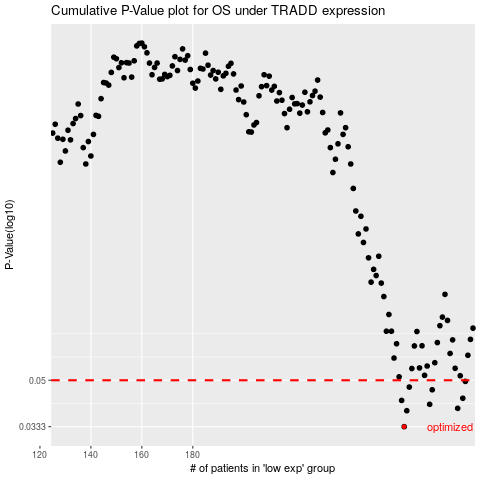 Cumulative P-Value plot for OS under TRADD expression
P-Value(log10)
0.05
0.0333
optimized
120 140 160 180
# of patients in 'low exp' group